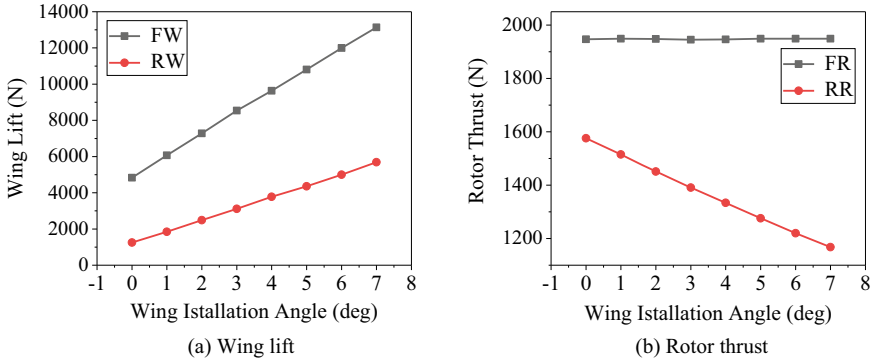 14000
12000
10000
8000
6000
4000
2000
0
Wing Lift (N)
FW
RW
-1 0 1 2 3 4 5 6 7 8
Wing Istallation Angle (deg)
(a) Wing lift
2000
1800
1600
1400
1200
Rotor Thrust (N)
FR
RR
-1 0 1 2 3 4 5 6 7 8
Wing Istallation Angle (deg)
(b) Rotor thrust